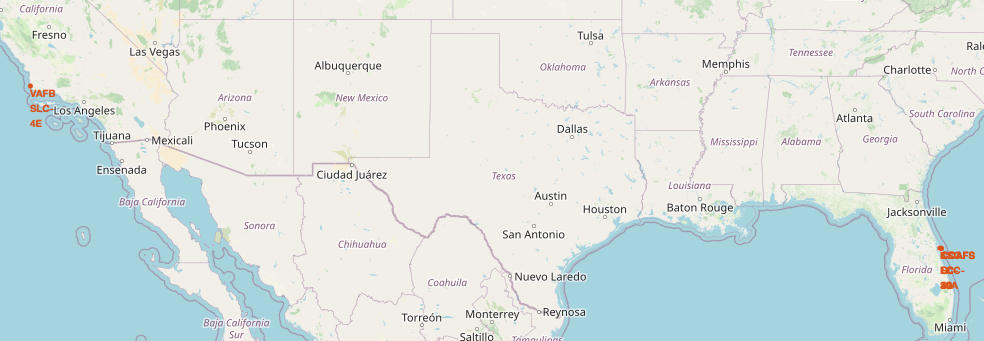 California
Fresno
Las Vegas
Tulsa
Tennessee
Ral
Albuquerque
Oklahoma
Memphis
Charlotte
North C
VAFB
SLC-
4E
Los Angeles
Arizona
New Mexico
Arkansas
Phoenix
Atlanta
South Carolina
Tijuana
Mexicali
Tucson
Dallas
Mississippi
Alabama
Georgia
Ensenada
Ciudad Juárez
Texas
Louisiana
Baja California
Austin
Houston
Baton Rouge
Jacksonville
Sonora
San Antonio
Chihuahua
Florida
Coahuila
Nuevo Laredo
Torreón
Monterrey
Reynosa
Baja California
Sur
Saltillo
Tamaulipas
Miami